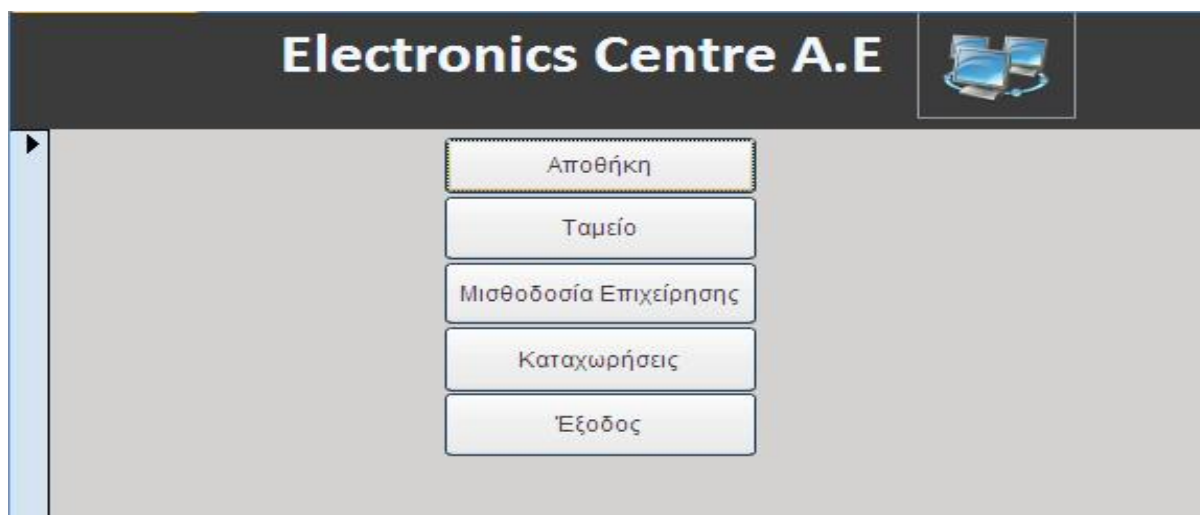 Electronics Centre A.E
Αποθήκη
Ταμείο
Μισθοδοσία Επιχείρησης
Καταχωρήσεις
Έξοδος